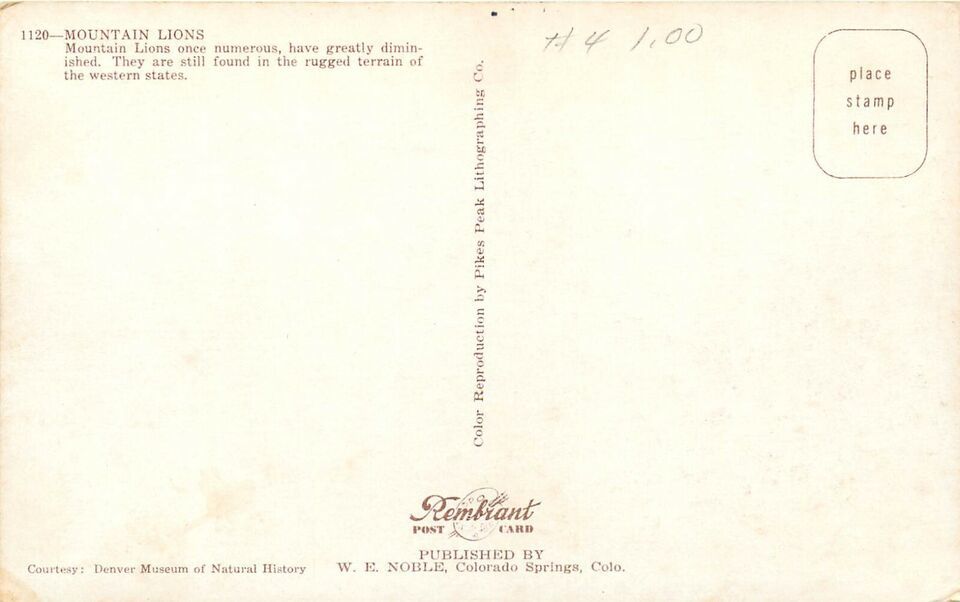 1120—MOUNTAIN LIONS
Mountain Lions once numerous, have greatly dimin-
ished. They are still found in the rugged terrain of
the western states.
# 4 1.00
place
stamp
here
Color Reproduction by Pikes Peak Lithographing Co.
Rembrant
POST CARD
PUBLISHED BY
W. E. NOBLE, Colorado Springs, Colo.
Courtesy: Denver Museum of Natural History